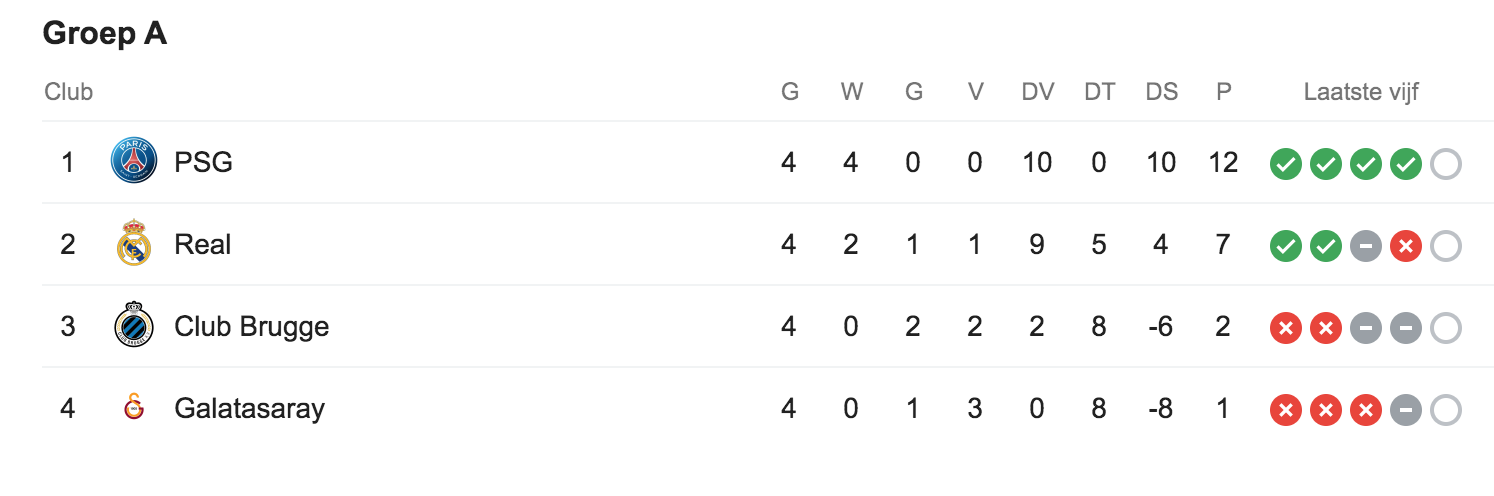 Groep A
Club G W G V DV DT DS P Laatste vijf
1 PSG 4 4 0 0 10 0 10 12
2 Real 4 2 1 1 9 5 4 7
3 Club Brugge 4 0 2 2 2 8 -6 2
4 Galatasaray 4 0 1 3 0 8 -8 1